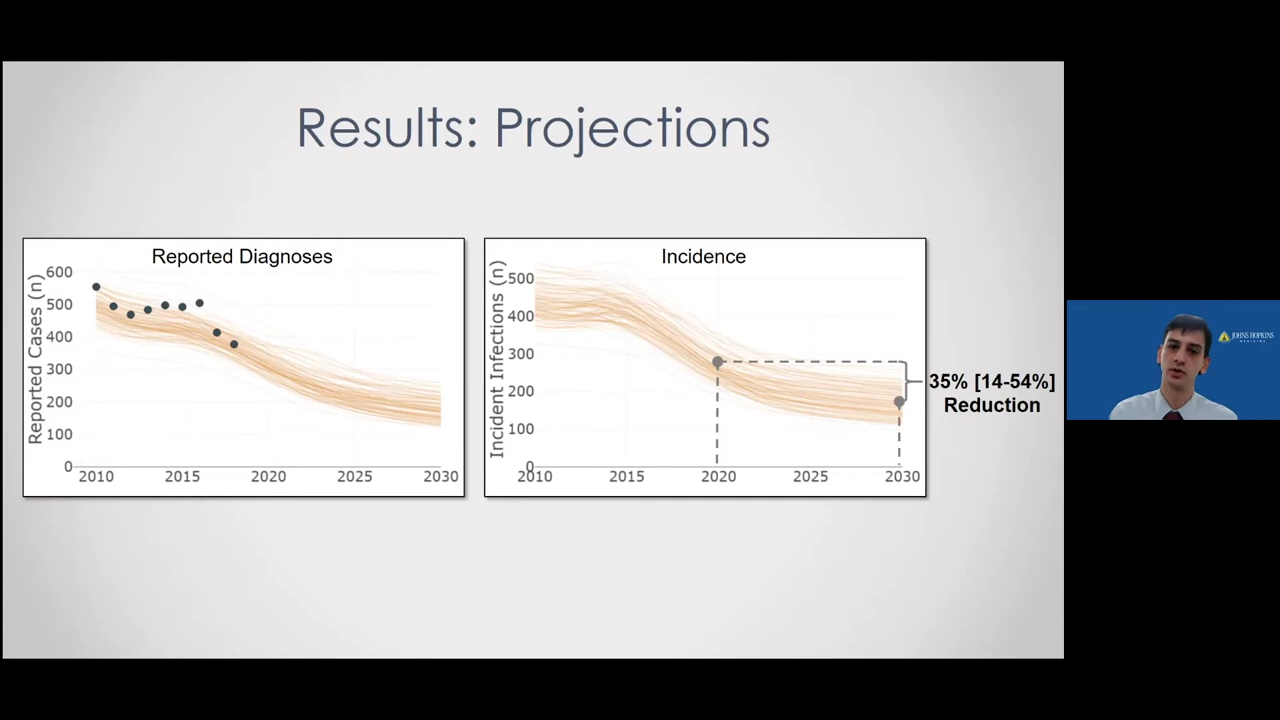 Results: Projections
Reported Diagnoses
Reported Cases (n)
600
500
400
300
200
100
0
2010 2015 2020 2025 2030
Incidence
Incident Infections (n)
500
400
300
200
100
0
2010 2015 2020 2025 2030
35% [14-54%]
Reduction
JOHNS HOPKINS
MEDICINE